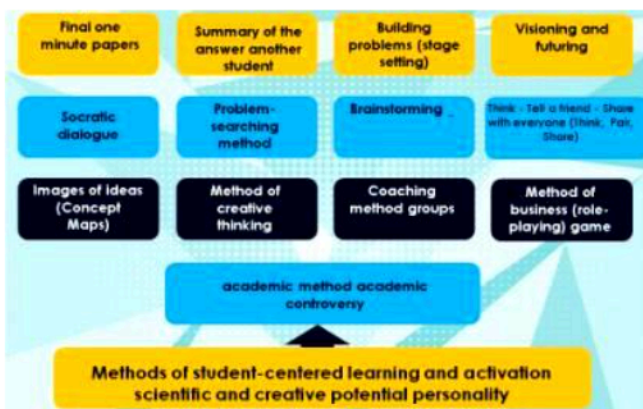 Final one
minute papers
Summary of the
answer another
student
Building
problems (stage
setting)
Visioning and
futuring
Socratic
dialogue
Problem-
searching
method
Brainstorming
Think - Tell a friend - Share
with everyone (Think, Pair,
Share)
Images of ideas
(Concept
Maps)
Method of
creative
thinking
Coaching
method groups
Method of
business (role-
playing) game
academic method academic
controversy
Methods of student-centered learning and activation
scientific and creative potential personality